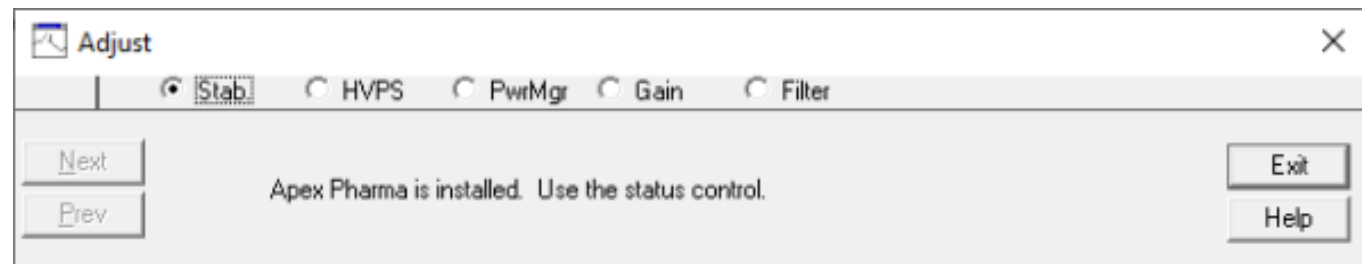 Adjust
Stab. HVPS PwrMgr Gain Filter
Next
Exit
Apex Pharma is installed. Use the status control.
Prev
Help